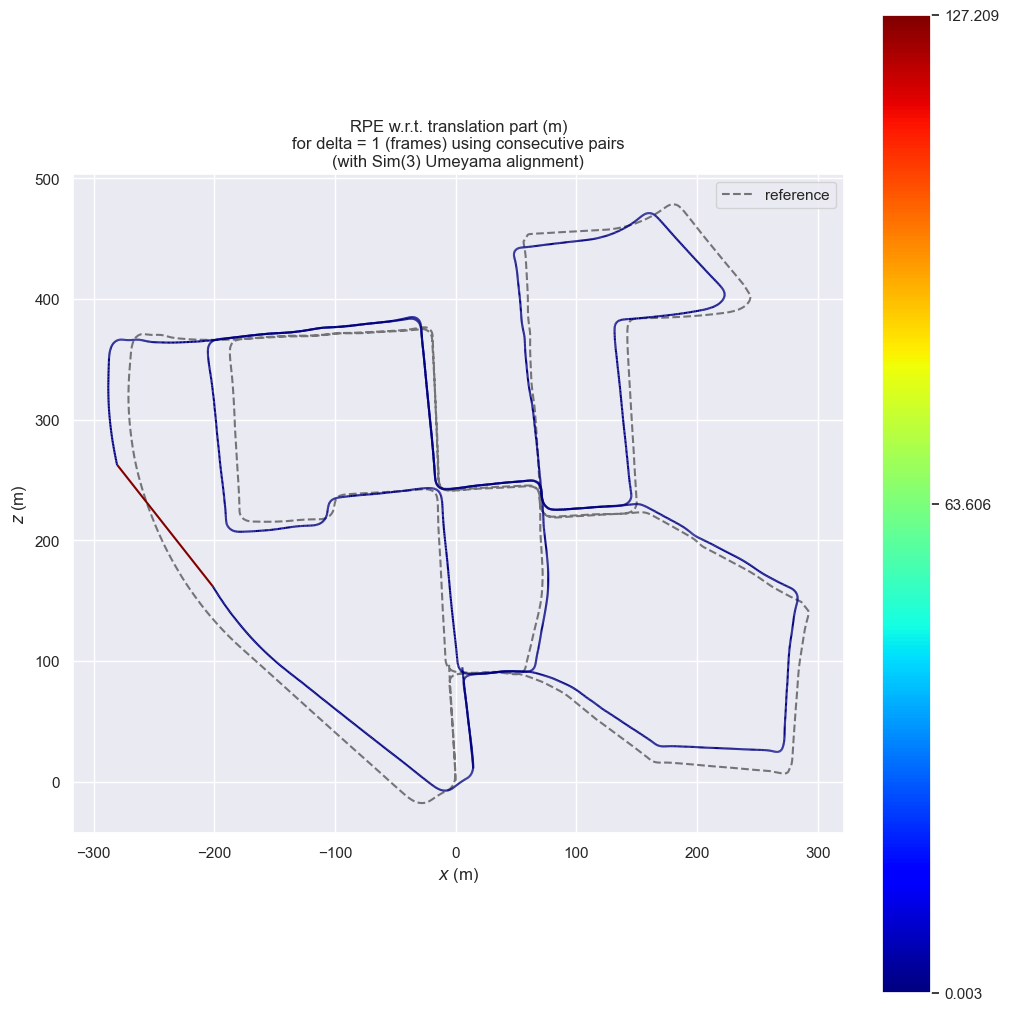 RPE w.r.t. translation part (m)
for delta = 1 (frames) using consecutive pairs
(with Sim(3) Umeyama alignment)
reference
500
400
300
200
100
0
z (m)
−300
−200
−100
0
100
200
300
x (m)
127.209
63.606
0.003